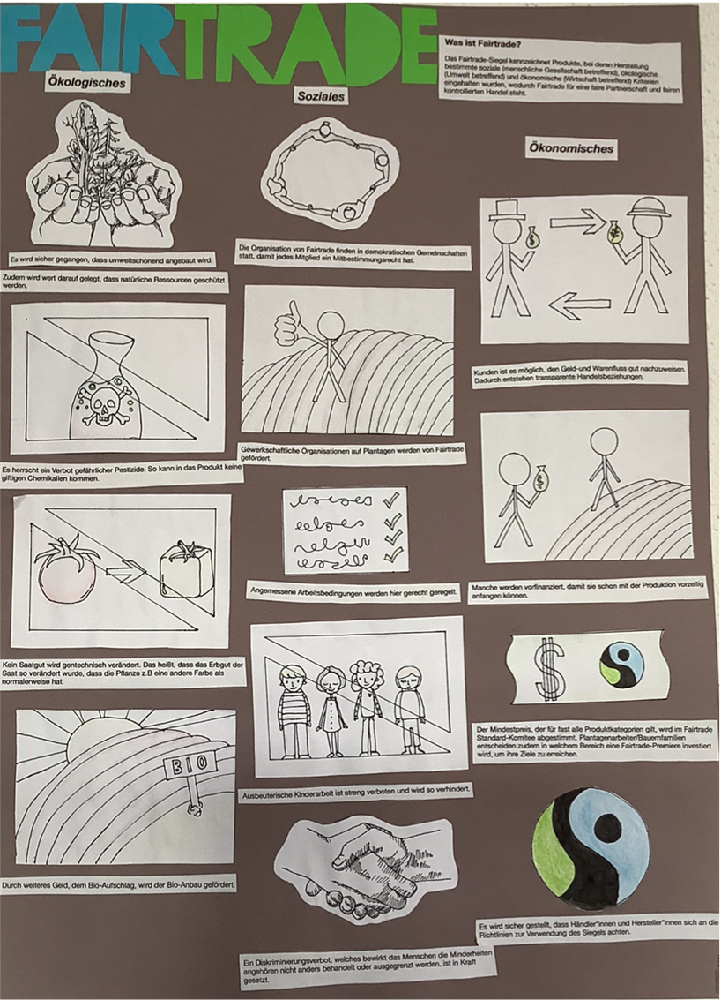 FAIRTRADE
Was ist Fairtrade?
Das Fairtrade-Siegel kennzeichnet Produkte, bei deren Herstellung
bestimmte soziale (menschliche Gesellschaft betreffend), ökologische
(Umwelt betreffend) und ökonomische (Wirtschaft betreffend) Kriterien
eingehalten wurden, wodurch Fairtrade für eine faire Partnerschaft und fairen
kontrollierten Handel steht.
Ökologisches
Es wird sicher gegangen, dass umweltschonend angebaut wird.
Zudem wird wert darauf gelegt, dass natürliche Ressourcen geschützt
werden.
Es herrscht ein Verbot gefährlicher Pestizide. So kann in das Produkt keine
giftigen Chemikalien kommen.
Kein Saatgut wird gentechnisch verändert. Das heißt, dass das Erbgut der
Saat so verändert wurde, dass die Pflanze z.B eine andere Farbe als
normalerweise hat.
BIO
Durch weiteres Geld, dem Bio-Aufschlag, wird der Bio-Anbau gefördert.
Soziales
Die Organisation von Fairtrade finden in demokratischen Gemeinschaften
statt, damit jedes Mitglied ein Mitbestimmungsrecht hat.
Gewerkschaftliche Organisationen auf Plantagen werden von Fairtrade
gefördert.
Angemessene Arbeitsbedingungen werden hier gerecht geregelt.
Ausbeuterische Kinderarbeit ist streng verboten und wird so verhindert.
Ein Diskriminierungsverbot, welches bewirkt das Menschen die Minderheiten
angehören nicht anders behandelt oder ausgegrenzt werden, ist in Kraft
gesetzt.
Ökonomisches
$
Kunden ist es möglich, den Geld-und Warenfluss gut nachzuweisen.
Dadurch entstehen transparente Handelsbeziehungen.
$
Manche werden vorfinanziert, damit sie schon mit der Produktion vorzeitig
anfangen können.
$
Der Mindestpreis, der für fast alle Produktkategorien gilt, wird im Fairtrade
Standard-Komitee abgestimmt. Plantagenarbeiter/Bauernfamilien
entscheiden zudem in welchem Bereich eine Fairtrade-Premiere investiert
wird, um ihre Ziele zu erreichen.
Es wird sicher gestellt, dass Händler*innen und Hersteller*innen sich an die
Richtlinien zur Verwendung des Siegels achten.